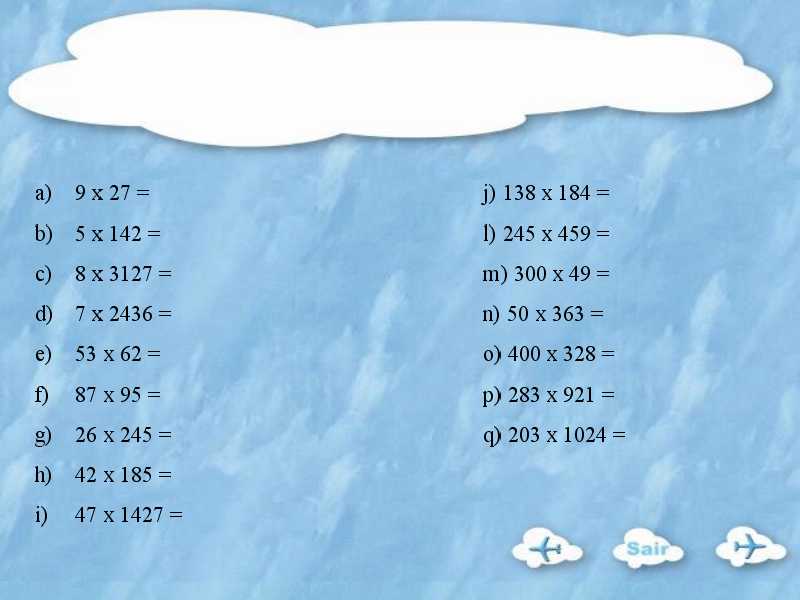 a) 9 x 27 =
b) 5 x 142 =
c) 8 x 3127 =
d) 7 x 2436 =
e) 53 x 62 =
f) 87 x 95 =
g) 26 x 245 =
h) 42 x 185 =
i) 47 x 1427 =
j) 138 x 184 =
l) 245 x 459 =
m) 300 x 49 =
n) 50 x 363 =
o) 400 x 328 =
p) 283 x 921 =
q) 203 x 1024 =
Sair